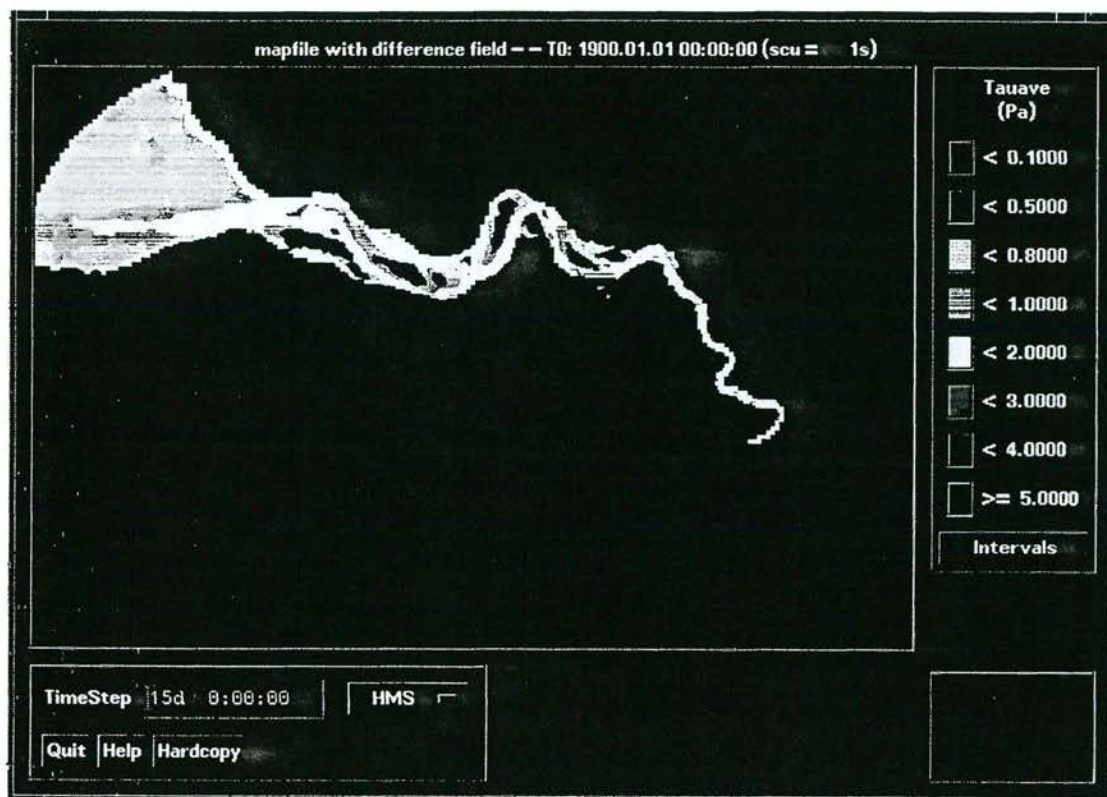 mapfile with difference field -- T0: 1900.01.01 00:00:00 (scu = 1s)
Tauave
(Pa)
< 0.1000
< 0.5000
< 0.8000
< 1.0000
< 2.0000
< 3.0000
< 4.0000
>= 5.0000
Intervals
TimeStep 15d 0:00:00 HMS
Quit Help Hardcopy